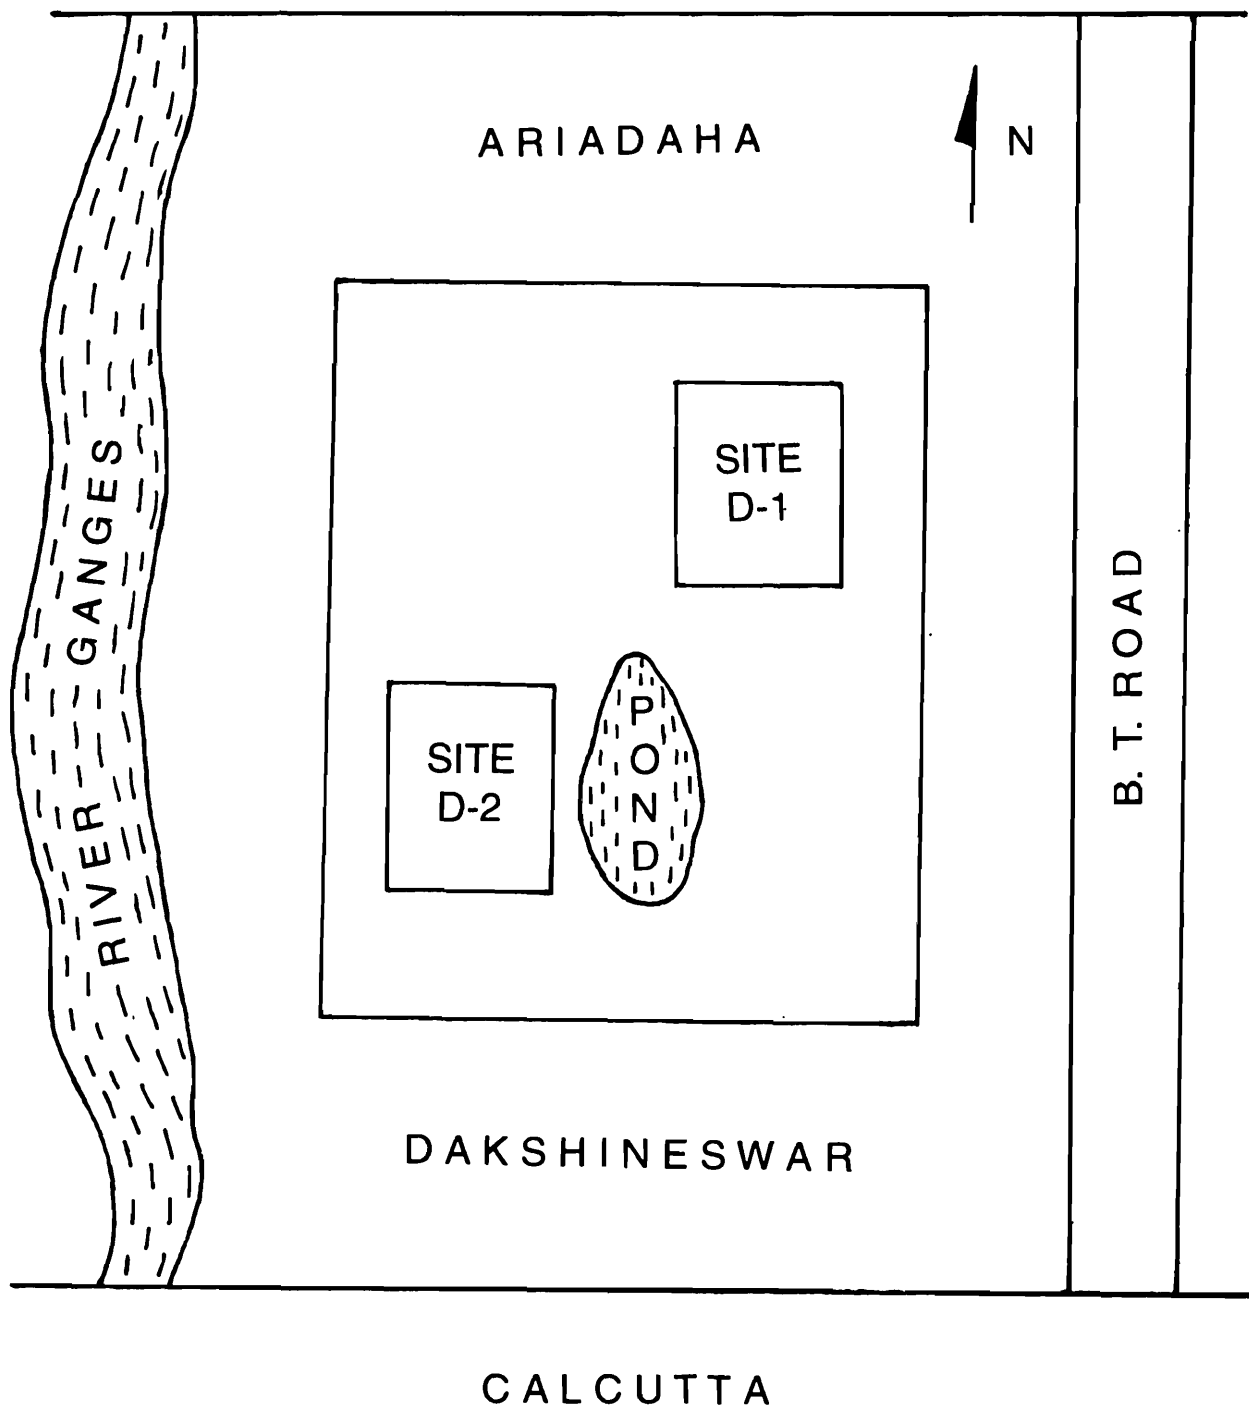 ARIADAHA
N
SITE
D-1
RIVER GANGES
B. T. ROAD
SITE
D-2
POND
DAKSHINESWAR
CALCUTTA